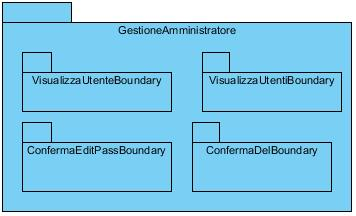 GestioneAmministratore
VisualizzaUtenteBoundary
VisualizzaUtentiBoundary
ConfermaEditPassBoundary
ConfermaDelBoundary